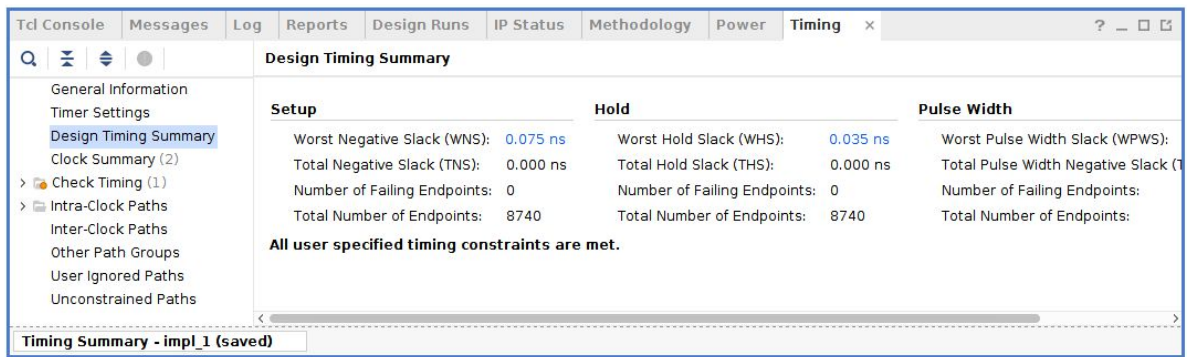 Tcl Console Messages Log Reports Design Runs IP Status Methodology Power Timing × ? _
Design Timing Summary
General Information
Timer Settings
Design Timing Summary
Clock Summary (2)
> Check Timing (1)
> Intra-Clock Paths
Inter-Clock Paths
Other Path Groups
User Ignored Paths
Unconstrained Paths
Setup
Worst Negative Slack (WNS): 0.075 ns
Total Negative Slack (TNS): 0.000 ns
Number of Failing Endpoints: 0
Total Number of Endpoints: 8740
Hold
Worst Hold Slack (WHS): 0.035 ns
Total Hold Slack (THS): 0.000 ns
Number of Failing Endpoints: 0
Total Number of Endpoints: 8740
Pulse Width
Worst Pulse Width Slack (WPWS):
Total Pulse Width Negative Slack (
Number of Failing Endpoints:
Total Number of Endpoints:
All user specified timing constraints are met.
Timing Summary - impl_1 (saved)